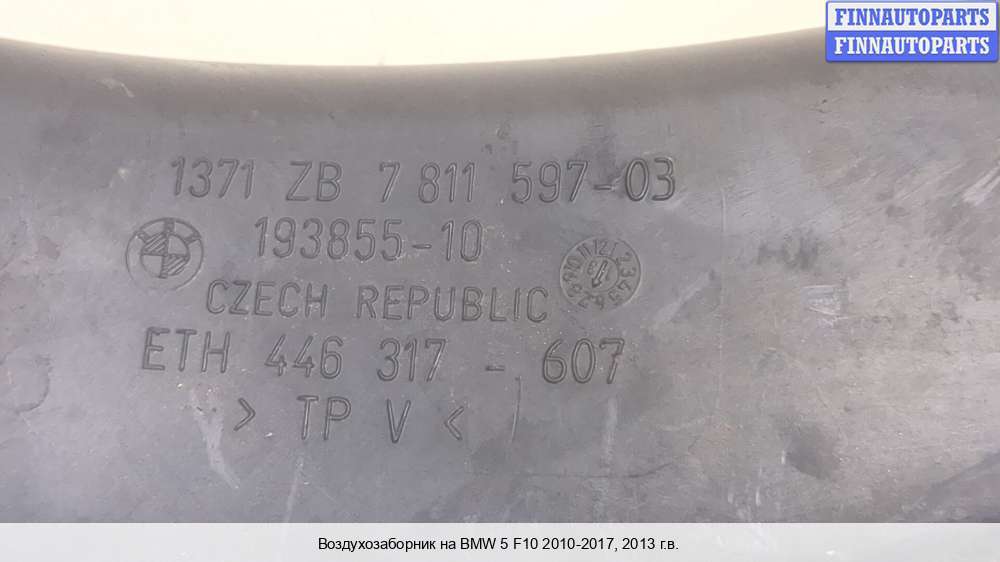 FINNAUTOPARTS
FINNAUTOPARTS
1371 ZB 7 811 597-03
193855-10
CZECH REPUBLIC
ETH 446 317 - 607
> TP V <
Воздухозаборник на BMW 5 F10 2010-2017, 2013 г.в.